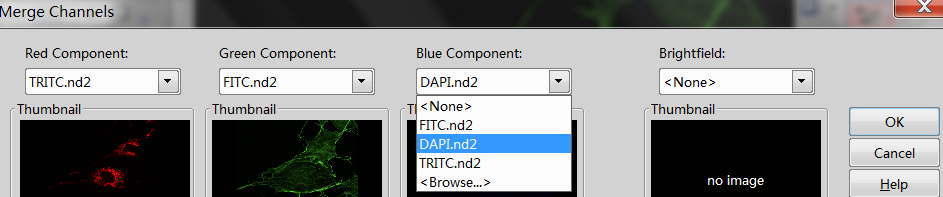 Merge Channels
Red Component: Green Component: Blue Component: Brightfield:
TRITC.nd2 FITC.nd2 DAPI.nd2 <None>
Thumbnail Thumbnail Th Thumbnail
<None>
FITC.nd2
DAPI.nd2
TRITC.nd2
<Browse...>
no image
OK
Cancel
Help